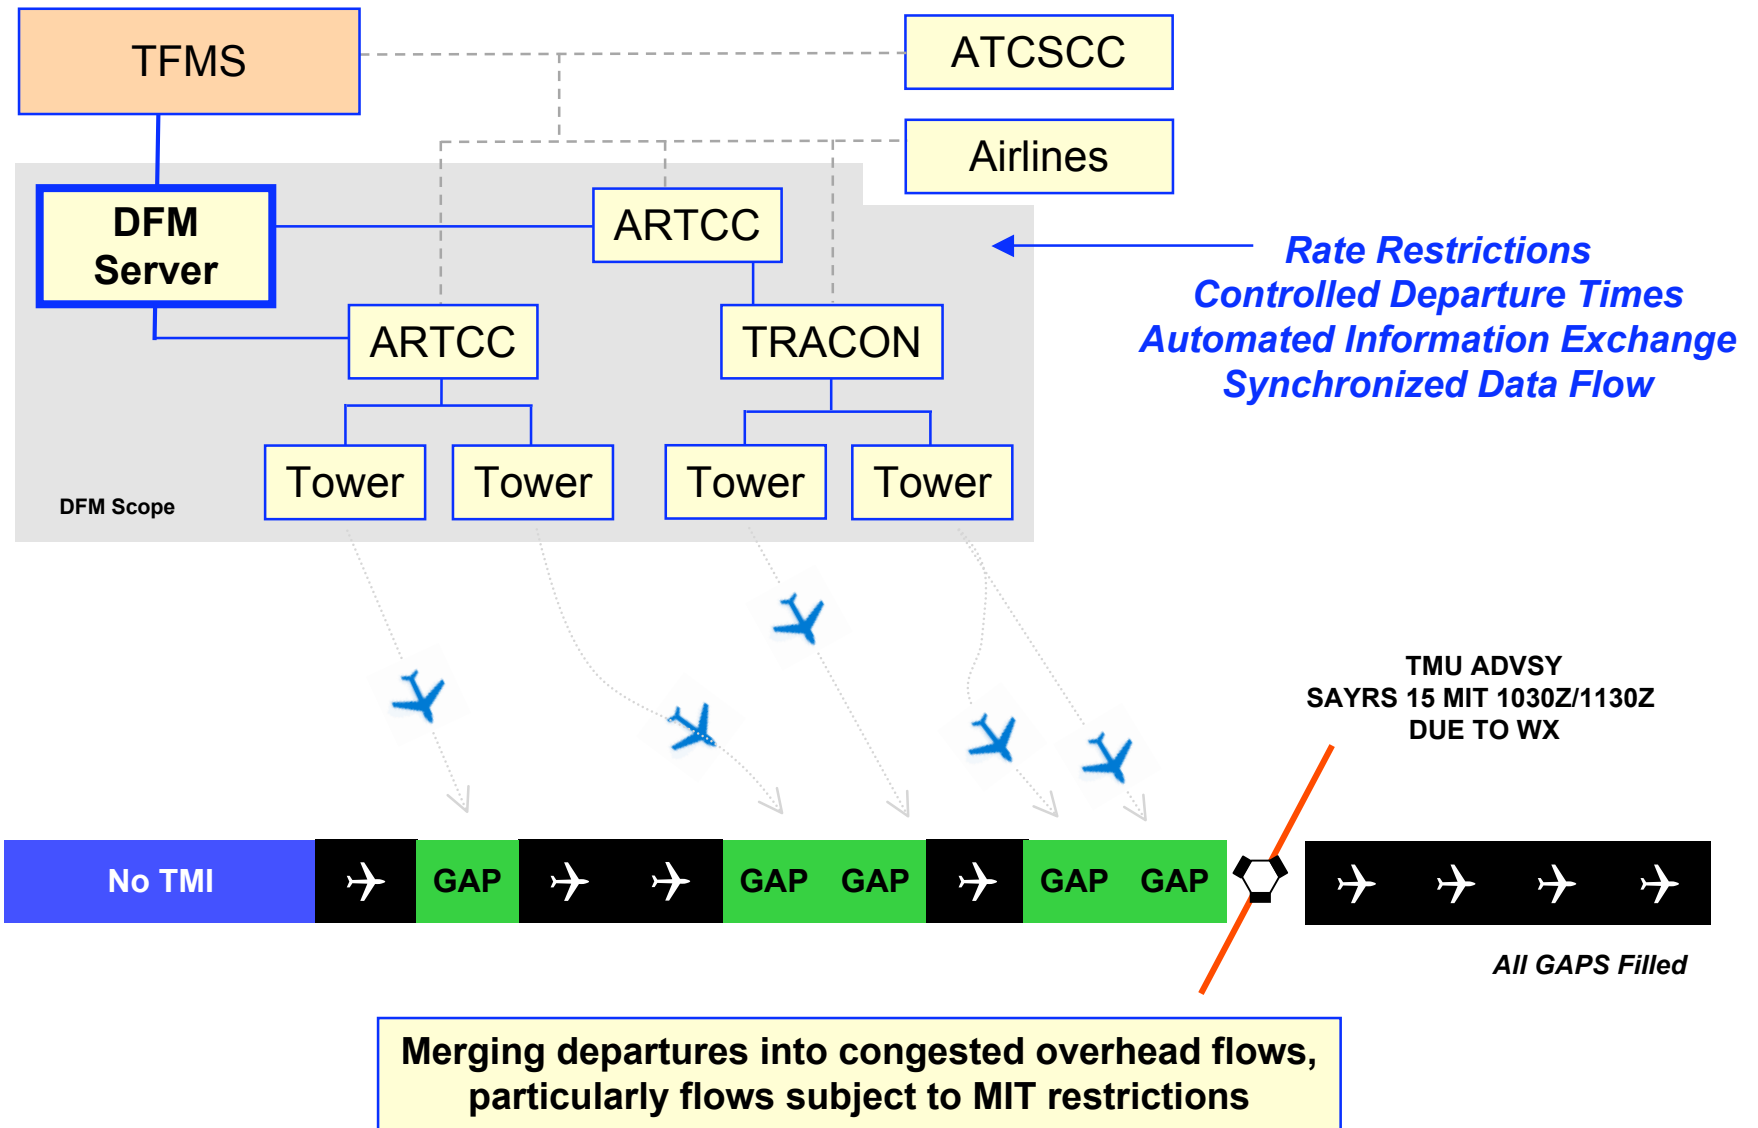 TFMS
ATCSCC
Airlines
DFM
Server
ARTCC
Rate Restrictions
Controlled Departure Times
Automated Information Exchange
Synchronized Data Flow
ARTCC
TRACON
Tower
Tower
Tower
Tower
DFM Scope
TMU ADVSY
SAYRS 15 MIT 1030Z/1130Z
DUE TO WX
No TMI
GAP
GAP
GAP
GAP
GAP
All GAPS Filled
Merging departures into congested overhead flows,
particularly flows subject to MIT restrictions